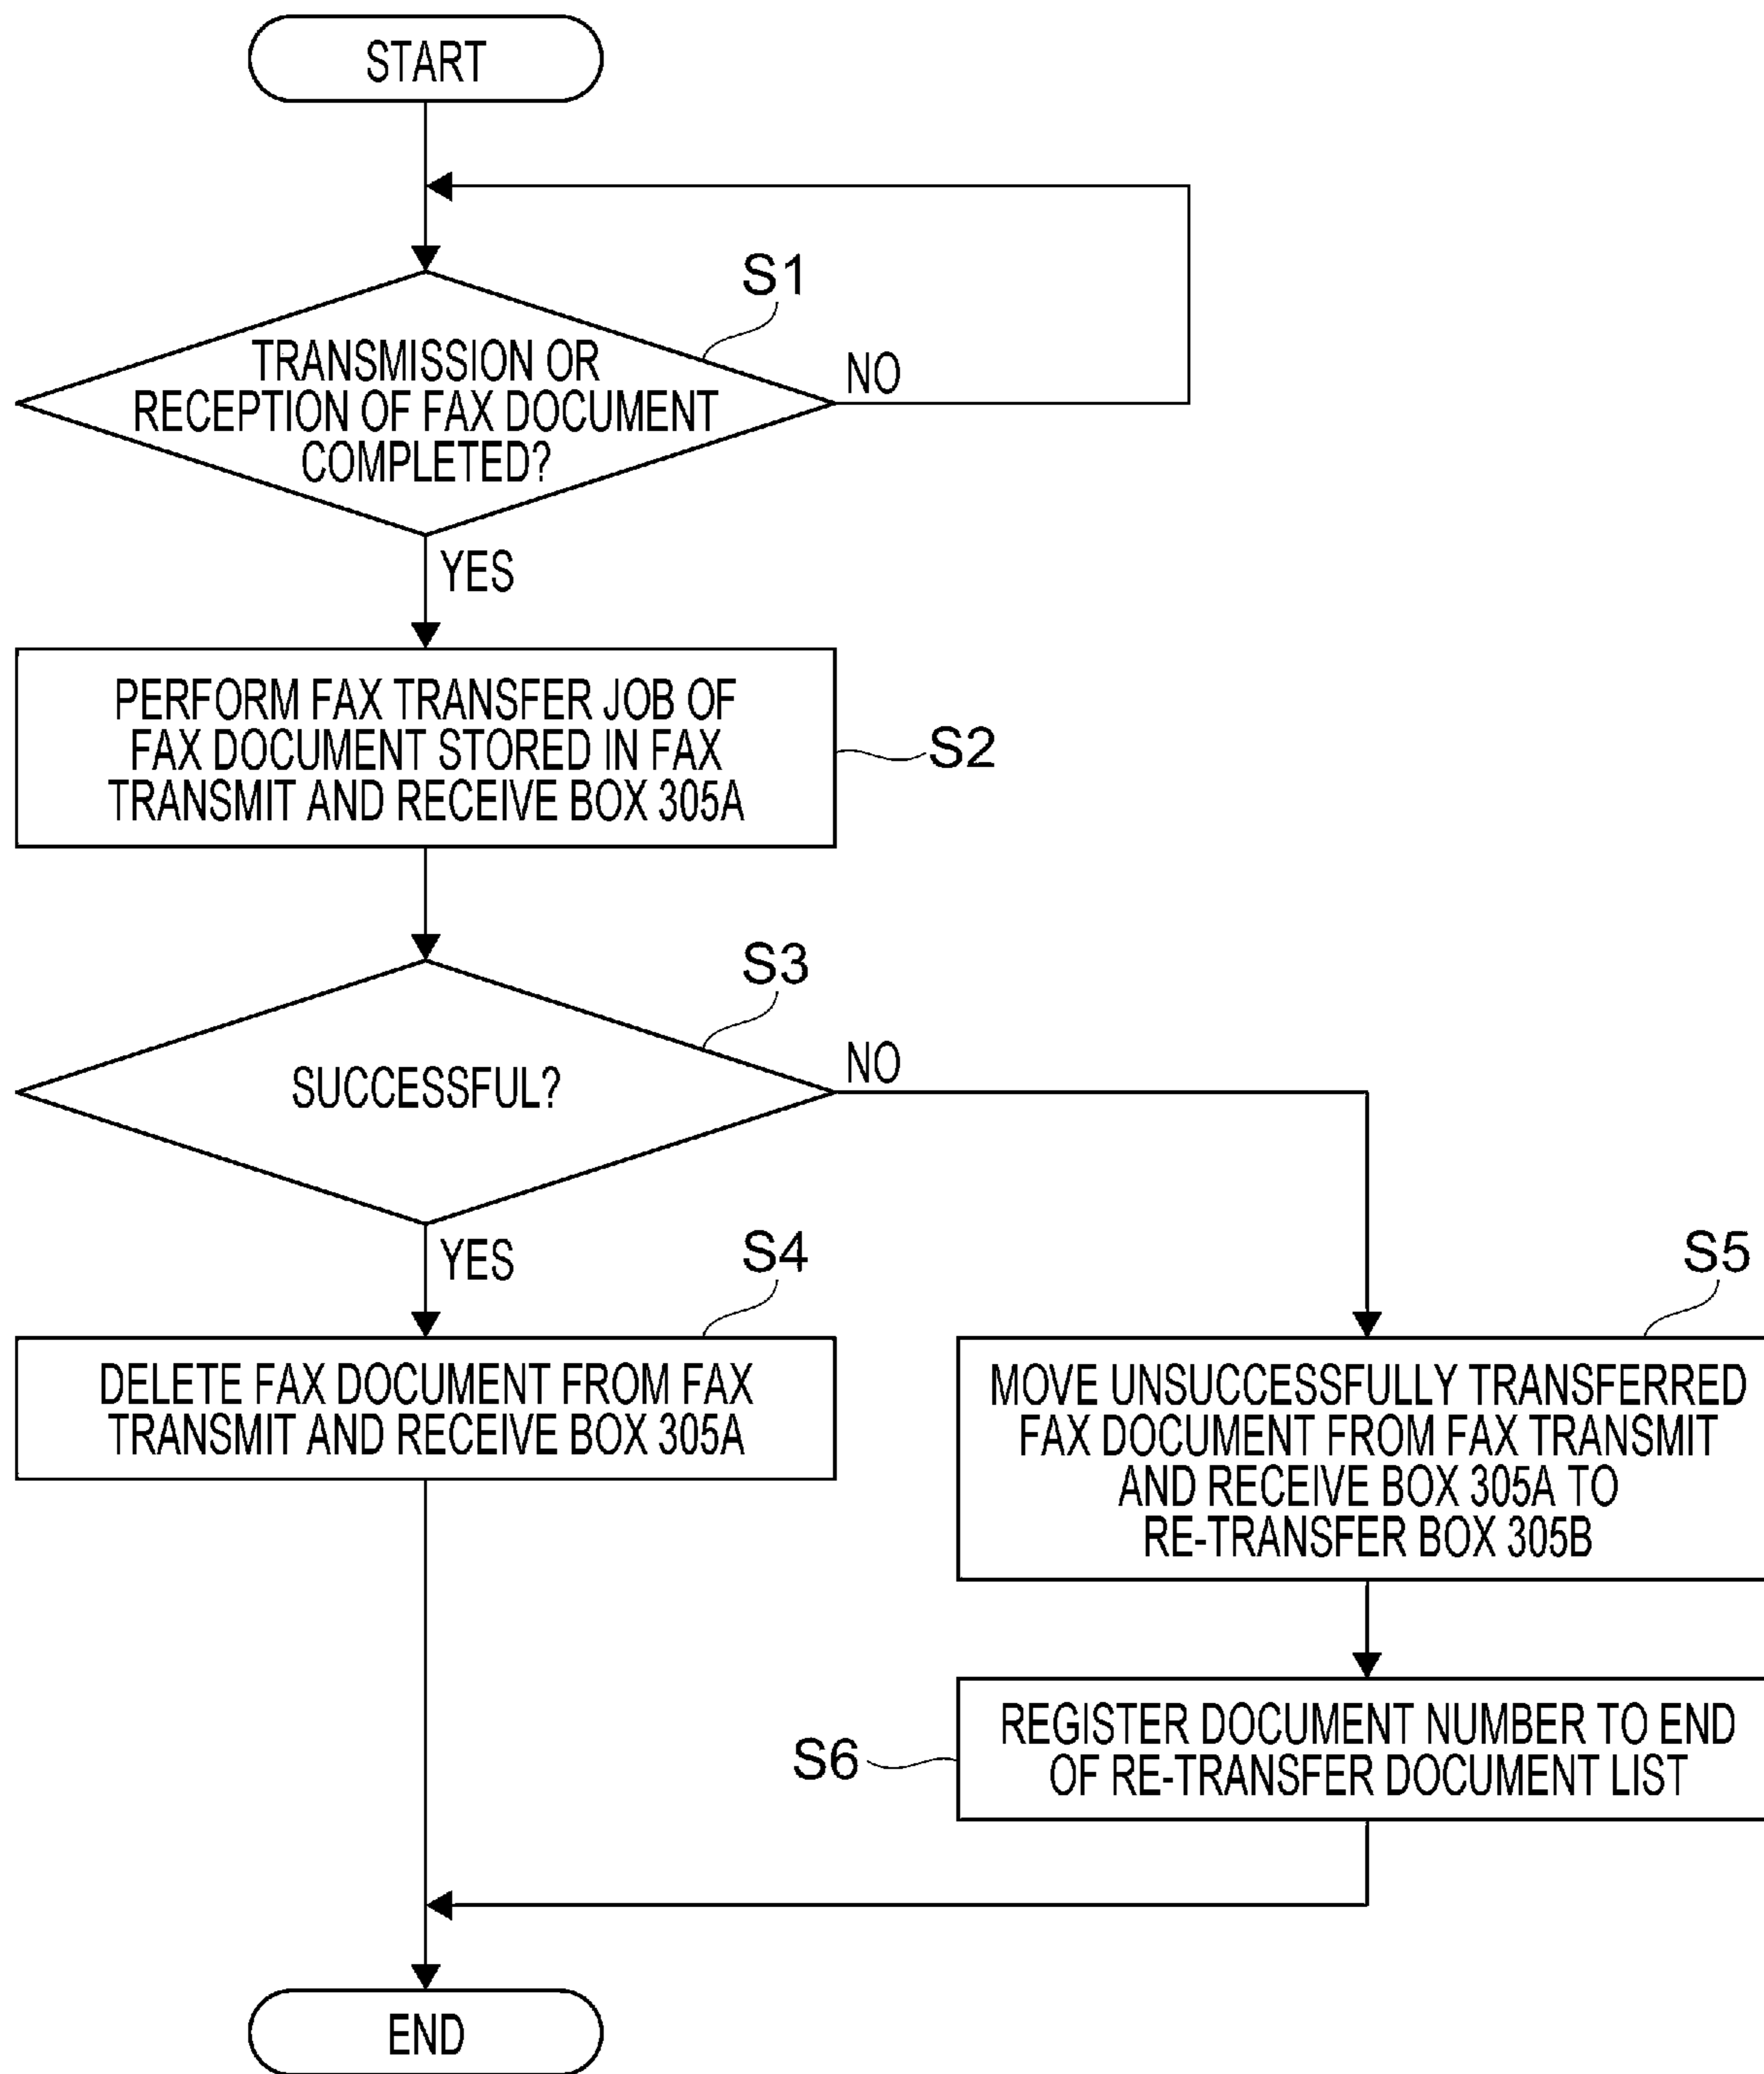 START
S1
TRANSMISSION OR
RECEPTION OF FAX DOCUMENT
COMPLETED?
NO
YES
PERFORM FAX TRANSFER JOB OF
FAX DOCUMENT STORED IN FAX
TRANSMIT AND RECEIVE BOX 305A
S2
S3
SUCCESSFUL?
NO
YES
S4
DELETE FAX DOCUMENT FROM FAX
TRANSMIT AND RECEIVE BOX 305A
S5
MOVE UNSUCCESSFULLY TRANSFERRED
FAX DOCUMENT FROM FAX TRANSMIT
AND RECEIVE BOX 305A TO
RE-TRANSFER BOX 305B
S6
REGISTER DOCUMENT NUMBER TO END
OF RE-TRANSFER DOCUMENT LIST
END